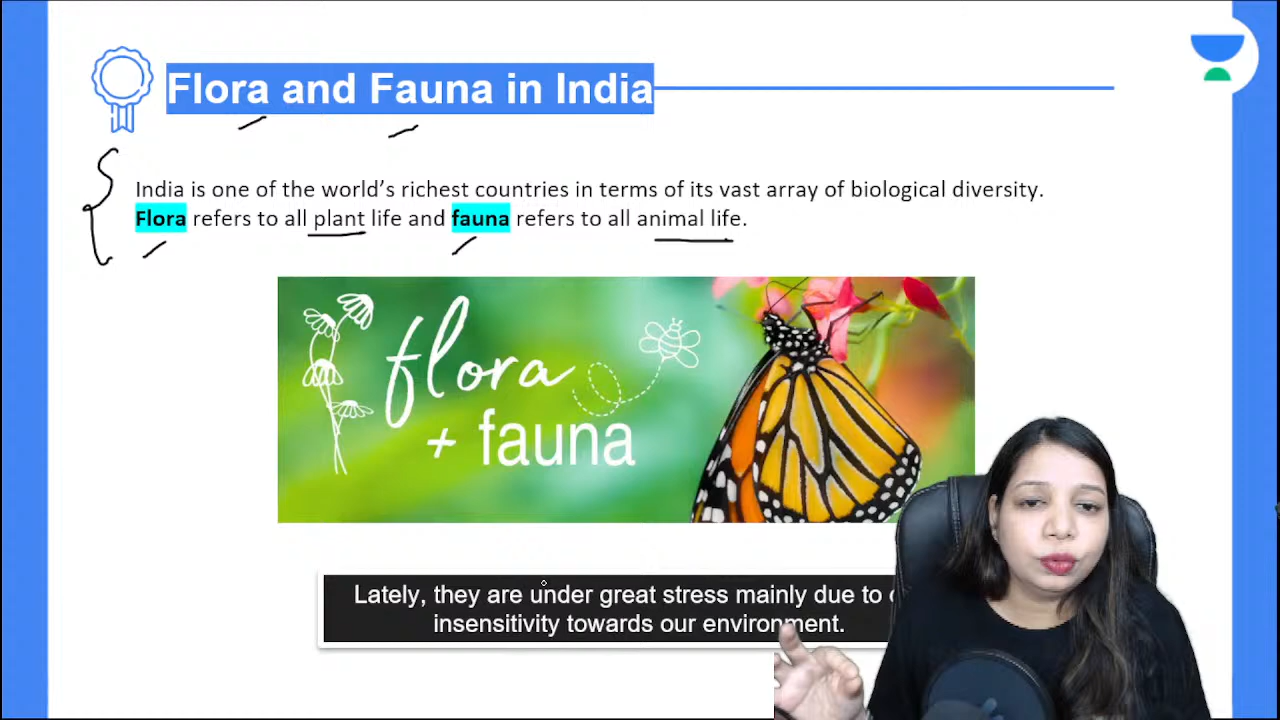 Flora and Fauna in India
India is one of the world’s richest countries in terms of its vast array of biological diversity.
Flora refers to all plant life and fauna refers to all animal life.
flora
+ fauna
Lately, they are under great stress mainly due to
insensitivity towards our environment.